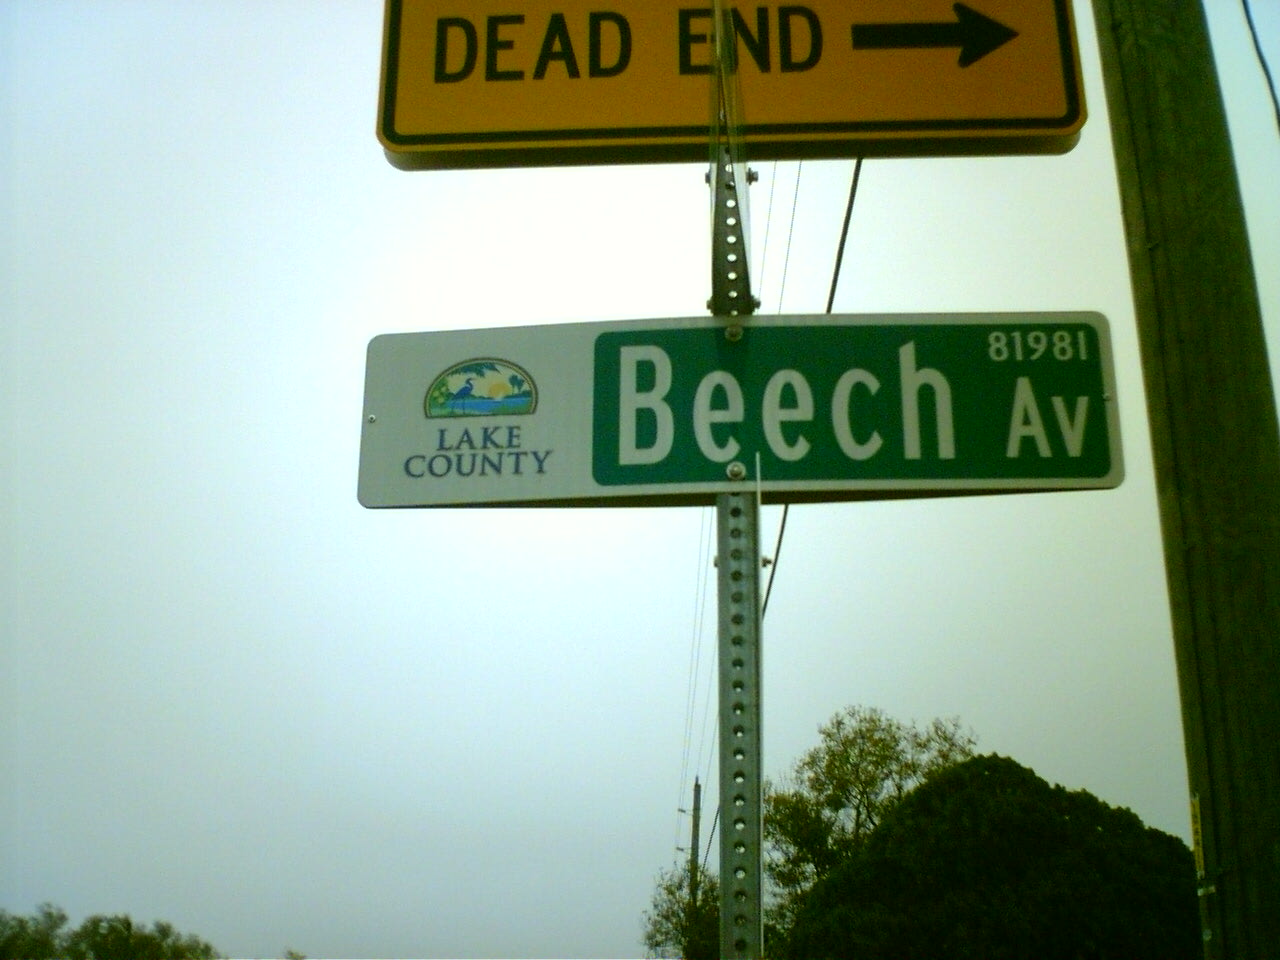 DEAD END
LAKE
COUNTY
Beech Av
81981